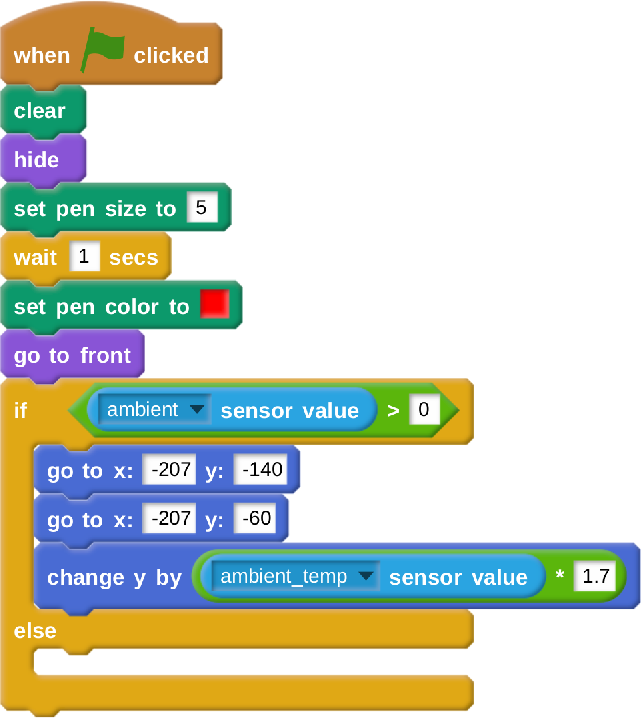 when clicked
clear
hide
set pen size to 5
wait 1 secs
set pen color to
go to front
if ambient sensor value > 0
go to x: -207 y: -140
go to x: -207 y: -60
change y by ambient_temp sensor value * 1.7
else